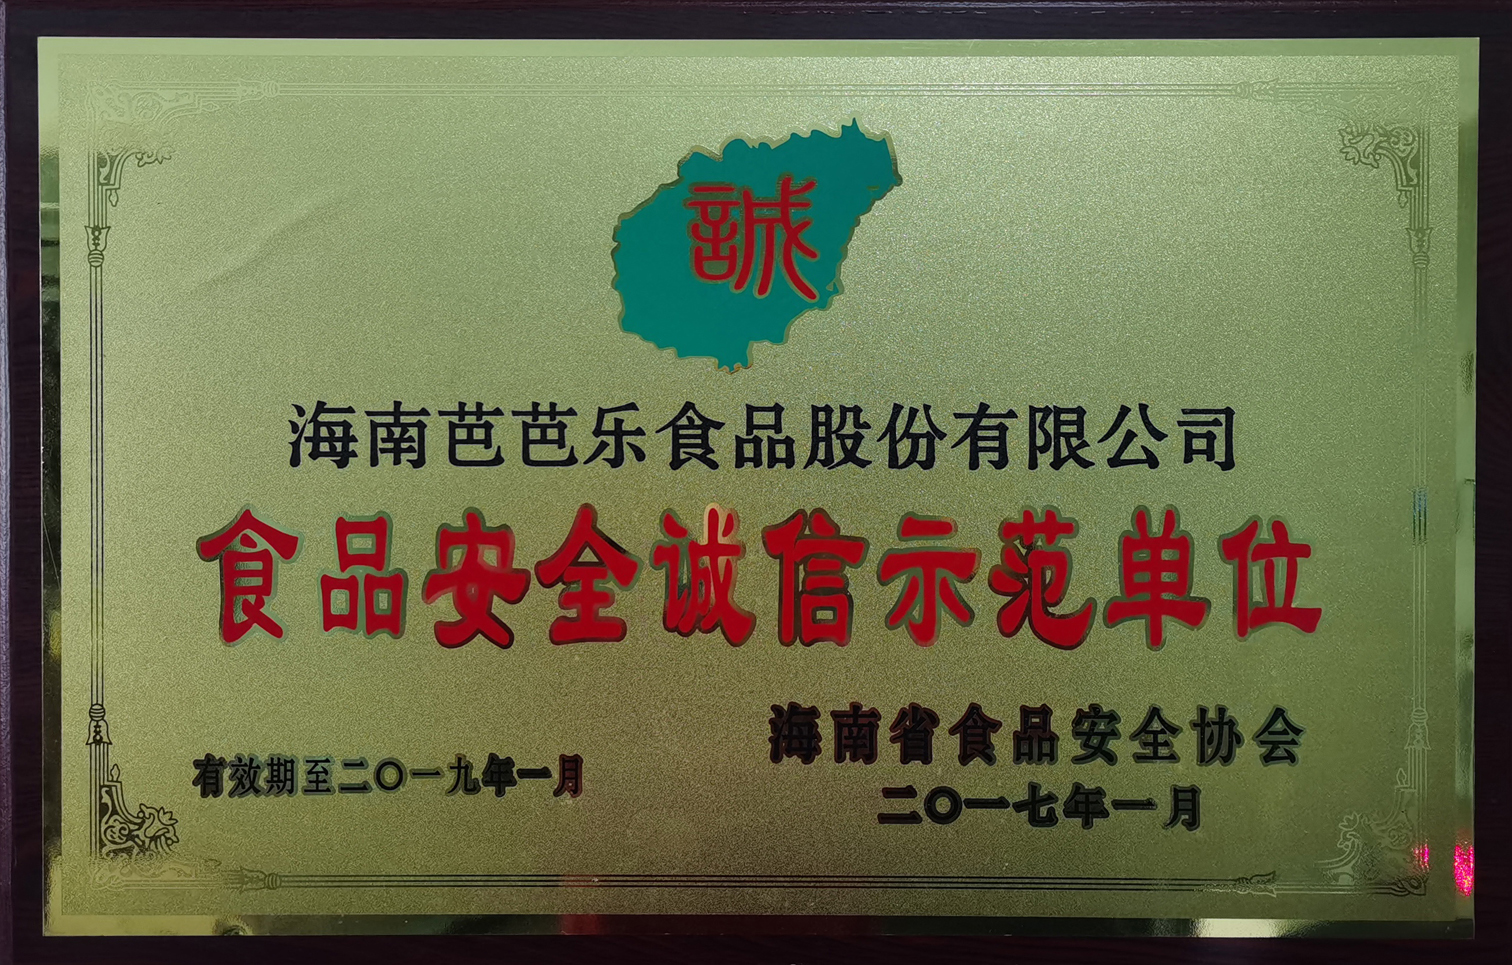 誠
海南芭芭乐食品股份有限公司
食品安全诚信示范单位
海南省食品安全协会
有效期至二〇一九年一月
二〇一七年一月